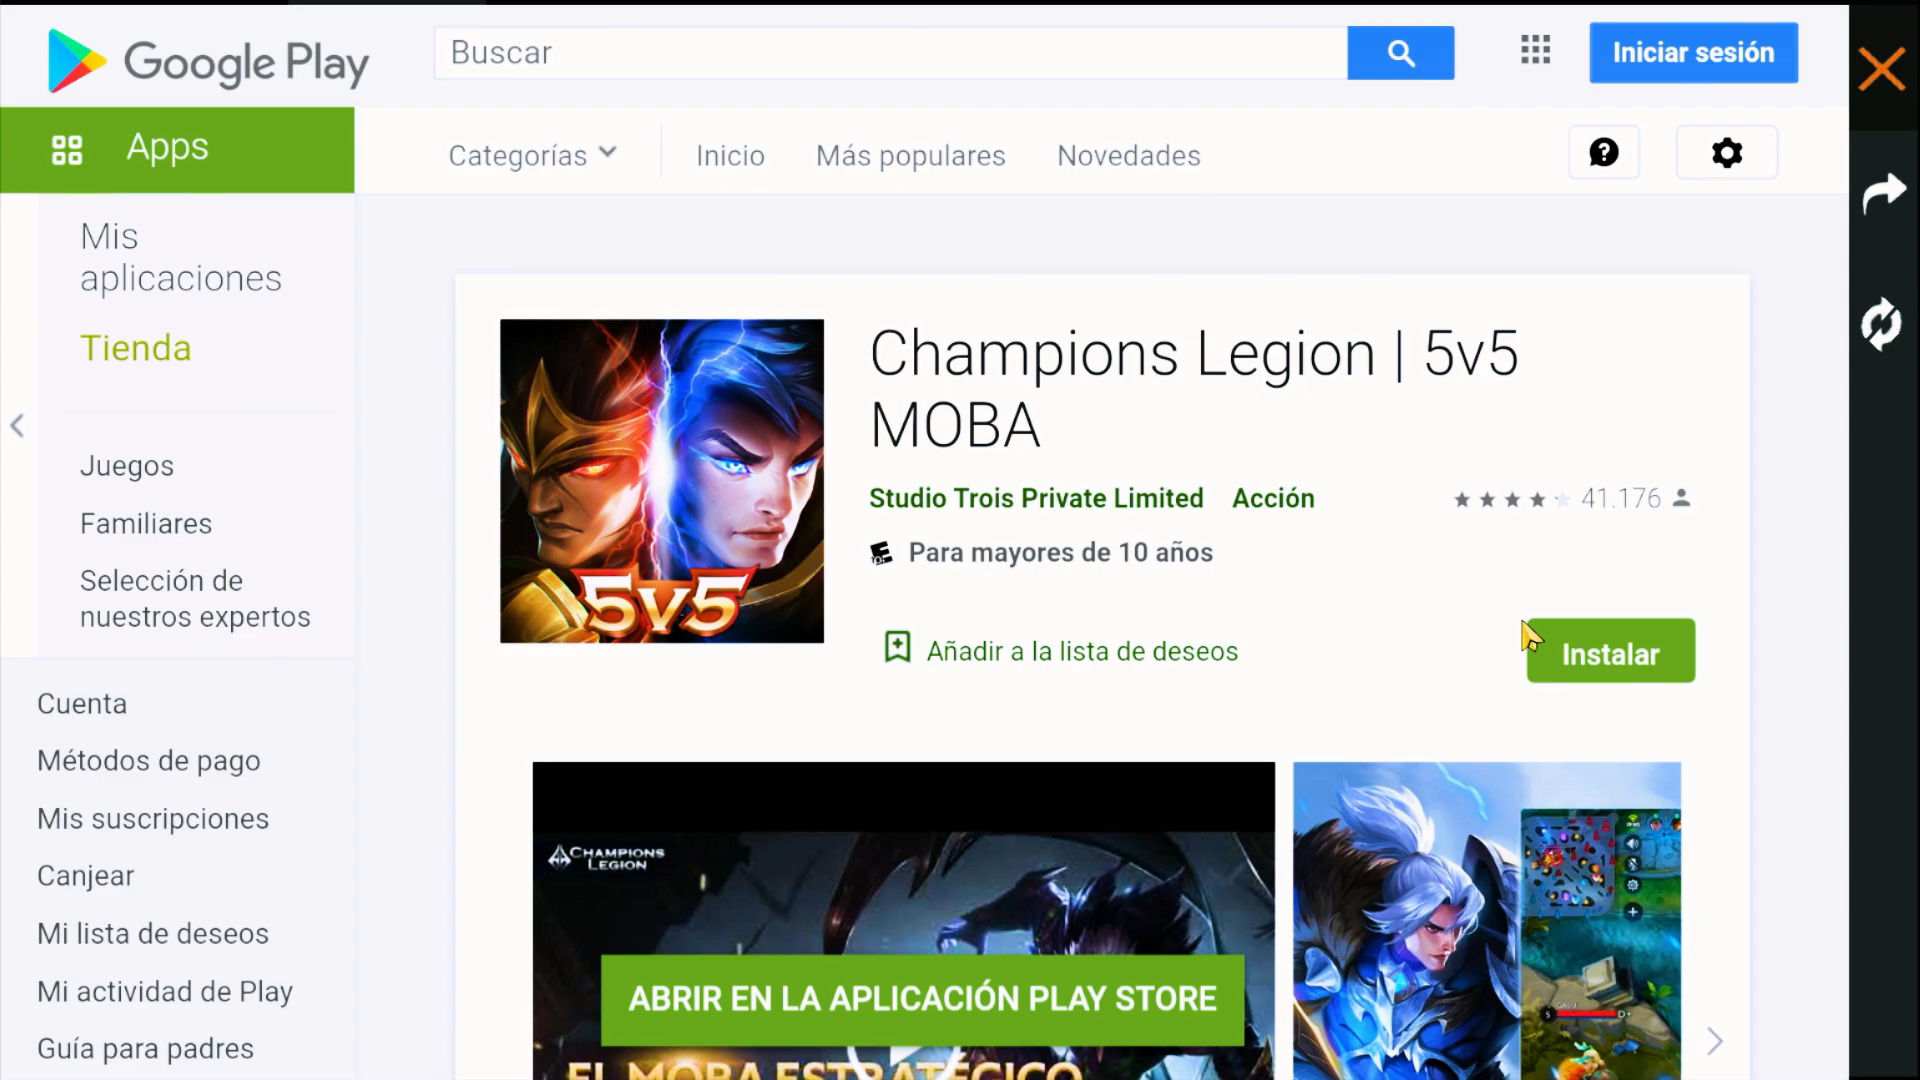 Google Play
Buscar
Iniciar sesión
Apps
Categorías
Inicio
Más populares
Novedades
Mis
aplicaciones
Tienda
Juegos
Familiares
Selección de
nuestros expertos
Cuenta
Métodos de pago
Mis suscripciones
Canjear
Mi lista de deseos
Mi actividad de Play
Guía para padres
5v5
Champions Legion | 5v5
MOBA
Studio Trois Private Limited
Acción
41.176
Para mayores de 10 años
Añadir a la lista de deseos
Instalar
CHAMPIONS
LEGION
ABRIR EN LA APLICACIÓN PLAY STORE
EL MOBA ESTRATÉGICO